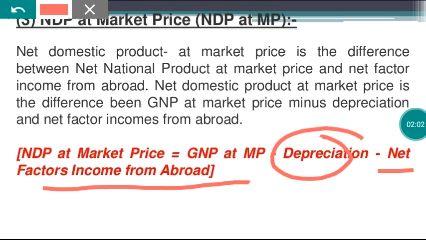 (3) NDP at Market Price (NDP at MP):-
Net domestic product- at market price is the difference
between Net National Product at market price and net factor
income from abroad. Net domestic product at market price is
the difference been GNP at market price minus depreciation
and net factor incomes from abroad.
[NDP at Market Price = GNP at MP - Depreciation - Net
Factors Income from Abroad]
02:02